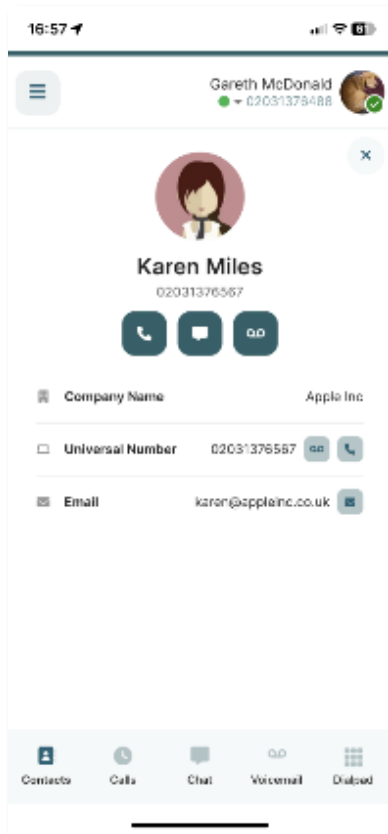 16:57
Gareth McDonald
02031376488
Karen Miles
02031376567
Company Name Apple Inc
Universal Number 02031376567
Email karen@appleinc.co.uk
Contacts Calls Chat Voicemail Dialpad